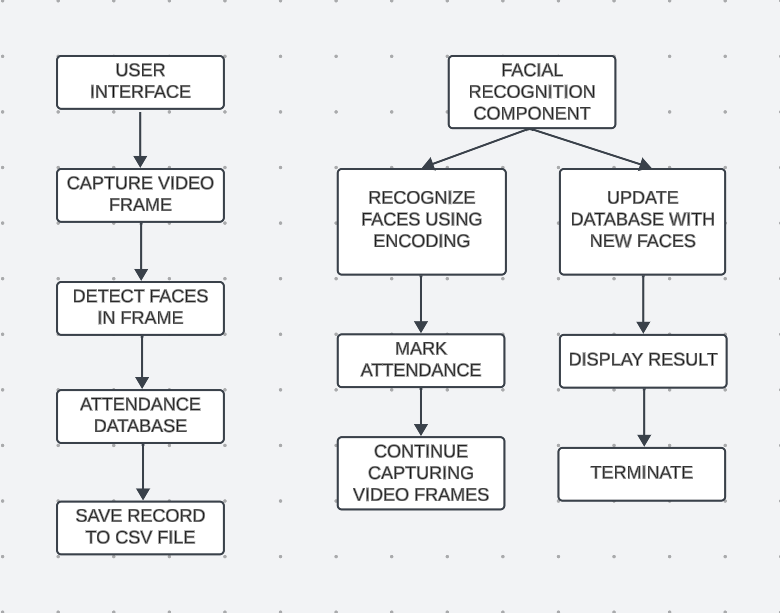 USER
INTERFACE
CAPTURE VIDEO
FRAME
DETECT FACES
IN FRAME
ATTENDANCE
DATABASE
SAVE RECORD
TO CSV FILE
FACIAL
RECOGNITION
COMPONENT
RECOGNIZE
FACES USING
ENCODING
MARK
ATTENDANCE
CONTINUE
CAPTURING
VIDEO FRAMES
UPDATE
DATABASE WITH
NEW FACES
DISPLAY RESULT
TERMINATE